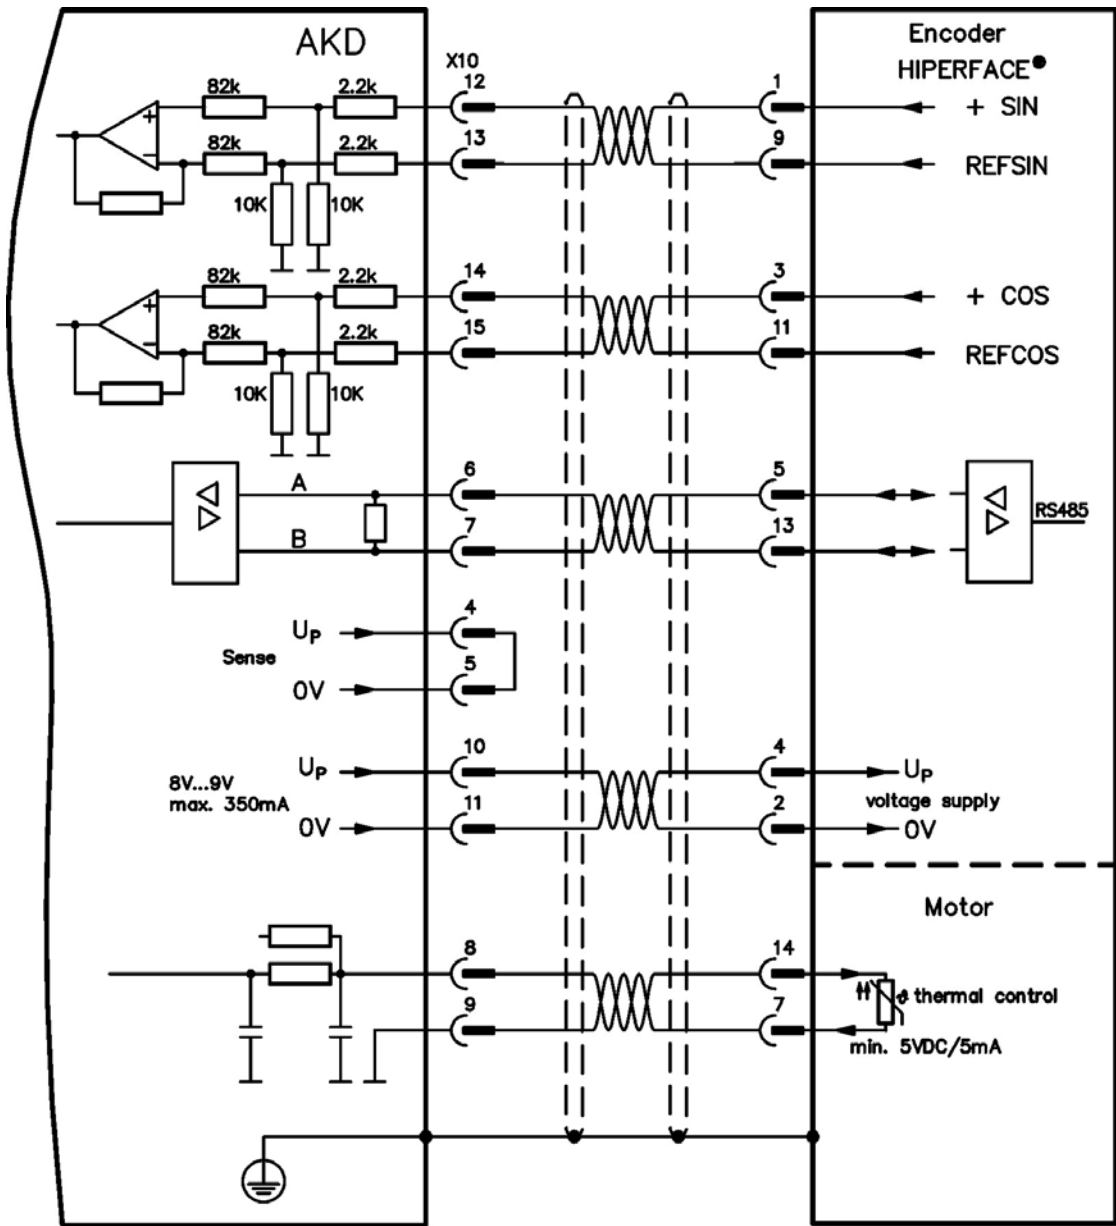 AKD
X10
Encoder
HIPERFACE®
82k
2.2k
12
1
+ SIN
82k
2.2k
13
9
REFSIN
10K
10K
82k
2.2k
14
3
+ COS
82k
2.2k
15
11
REFCOS
10K
10K
A
6
5
RS485
B
7
13
UP
4
Sense
0V
5
8V...9V
max. 350mA
UP
10
4
UP
voltage supply
0V
11
2
0V
Motor
8
14
ϑ thermal control
9
7
min. 5VDC/5mA